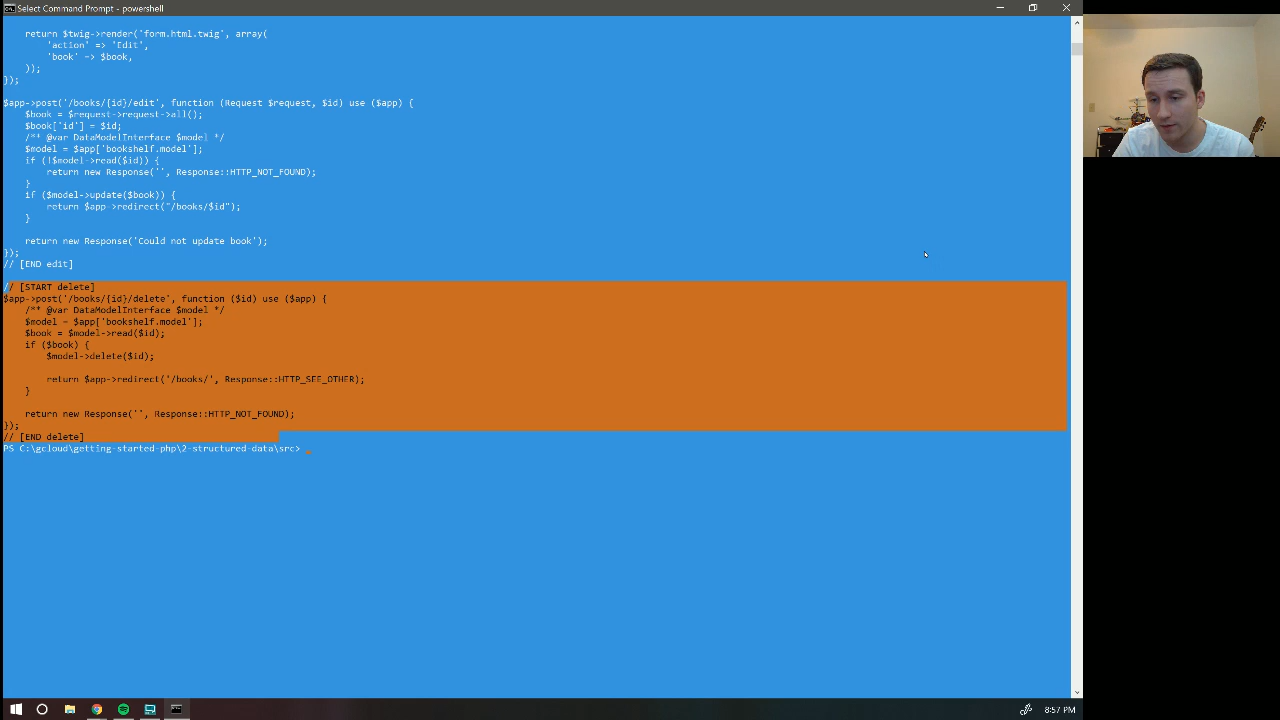 Select Command Prompt - powershell
return $twig->render('form.html.twig', array(
'action' => 'Edit',
'book' => $book,
));
});
$app->post('/books/{id}/edit', function (Request $request, $id) use ($app) {
$book = $request->request->all();
$book['id'] = $id;
/** @var DataModelInterface $model */
$model = $app['bookshelf.model'];
if (!$model->read($id)) {
return new Response('', Response::HTTP_NOT_FOUND);
}
if ($model->update($book)) {
return $app->redirect("/books/$id");
}
return new Response('Could not update book');
});
// [END edit]
// [START delete]
$app->post('/books/{id}/delete', function ($id) use ($app) {
/** @var DataModelInterface $model */
$model = $app['bookshelf.model'];
$book = $model->read($id);
if ($book) {
$model->delete($id);
return $app->redirect('/books/', Response::HTTP_SEE_OTHER);
}
return new Response('', Response::HTTP_NOT_FOUND);
});
// [END delete]
PS C:\gcloud\getting-started-php\2-structured-data\src>
8:57 PM